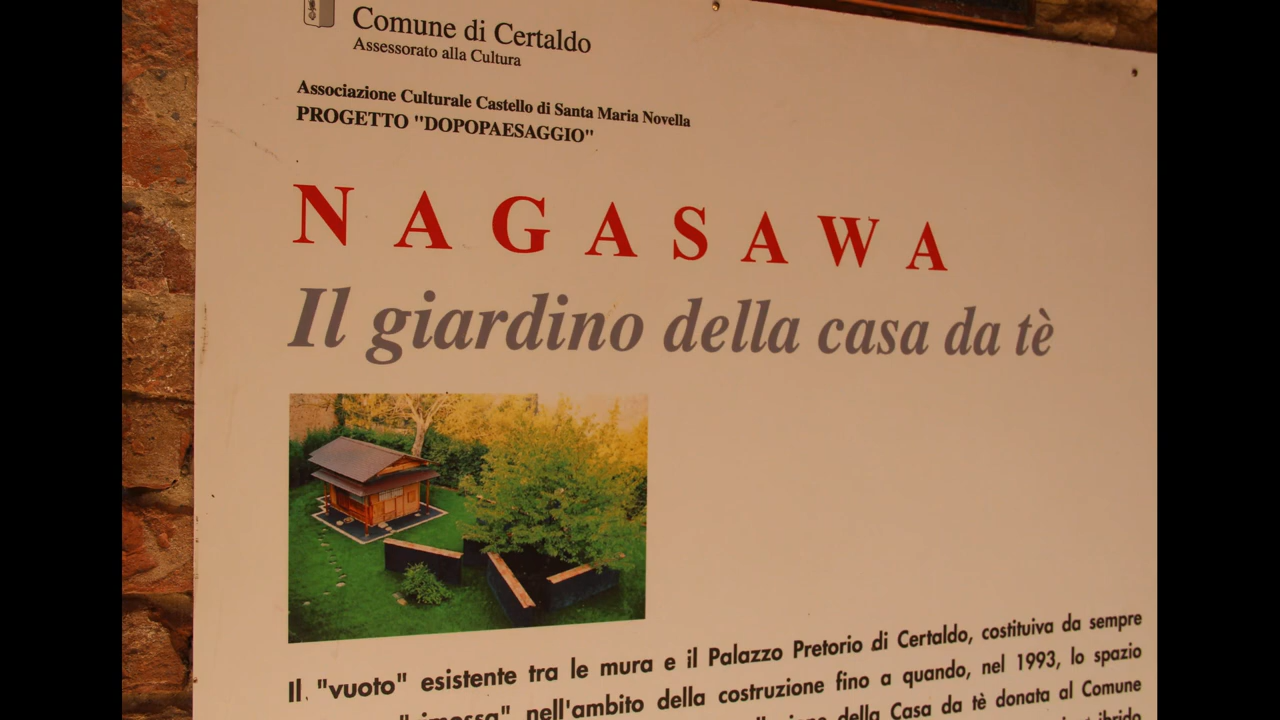 Comune di Certaldo
Assessorato alla Cultura
Associazione Culturale Castello di Santa Maria Novella
PROGETTO "DOPOPAESAGGIO"
NAGASAWA
Il giardino della casa da tè
Il "vuoto" esistente tra le mura e il Palazzo Pretorio di Certaldo, costituiva da sempre
nell'ambito della costruzione fino a quando, nel 1993, lo spazio
della Casa da tè donata al Comune